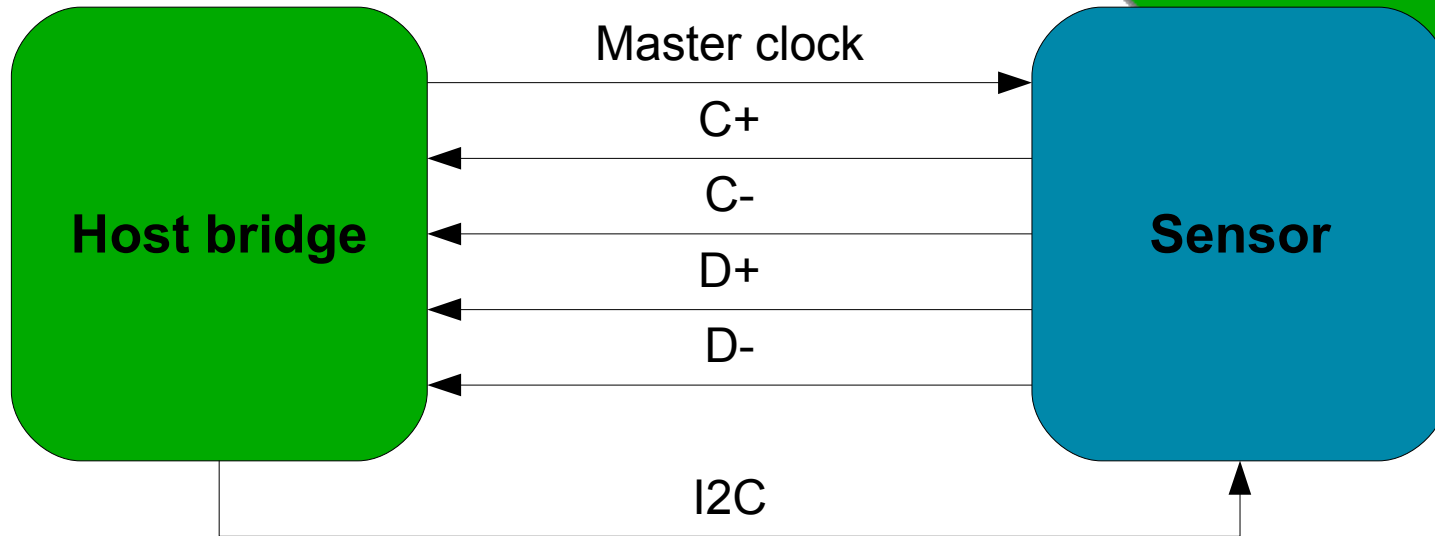 Master clock
C+
C-
Host bridge
Sensor
D+
D-
I2C